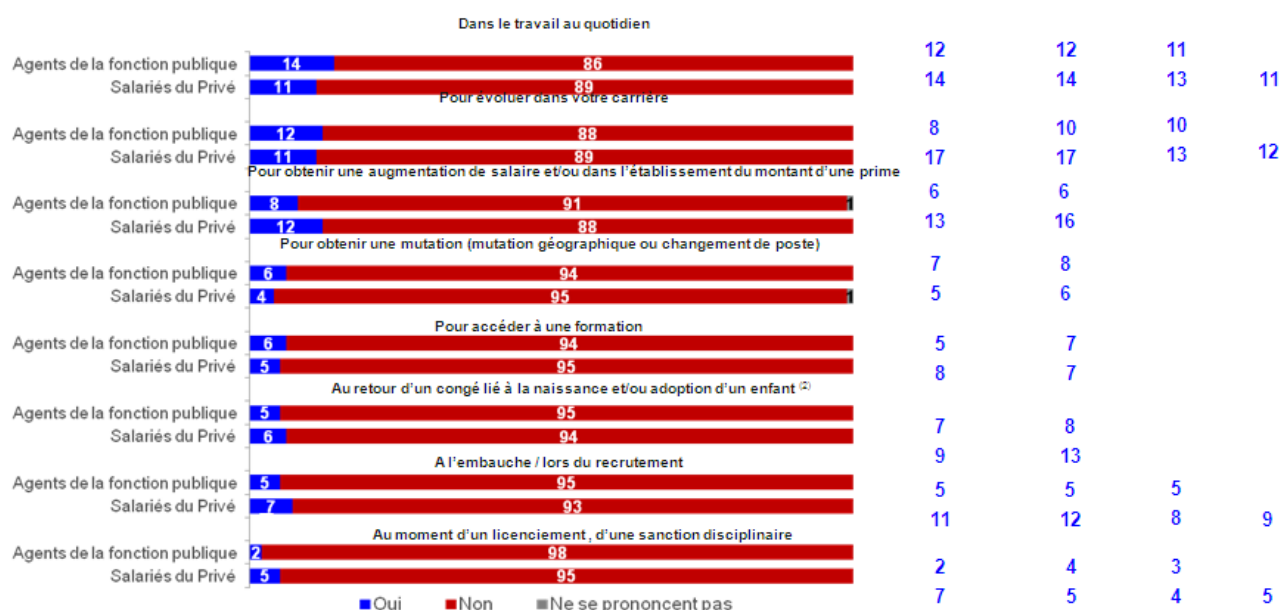 Dans le travail au quotidien
12 12 11
Agents de la fonction publique 14 86
14 14 13 11
Salariés du Privé 11 89
Pour évoluer dans votre carrière
8 10 10
Agents de la fonction publique 12 88
17 17 13 12
Salariés du Privé 11 89
Pour obtenir une augmentation de salaire et/ou dans l'établissement du montant d'une prime
6 6
Agents de la fonction publique 8 91 1
13 16
Salariés du Privé 12 88
Pour obtenir une mutation (mutation géographique ou changement de poste)
7 8
Agents de la fonction publique 6 94
5 6
Salariés du Privé 4 95 1
Pour accéder à une formation
Agents de la fonction publique 6 94 5 7
Salariés du Privé 5 95 8 7
Au retour d'un congé lié à la naissance et/ou adoption d'un enfant (2)
Agents de la fonction publique 5 95
7 8
Salariés du Privé 6 94
9 13
A l'embauche / lors du recrutement
Agents de la fonction publique 5 95 5 5 5
Salariés du Privé 7 93
11 12 8 9
Au moment d'un licenciement, d'une sanction disciplinaire
Agents de la fonction publique 2 98
2 4 3
Salariés du Privé 5 95
7 5 4 5
Oui Non Ne se prononcent pas